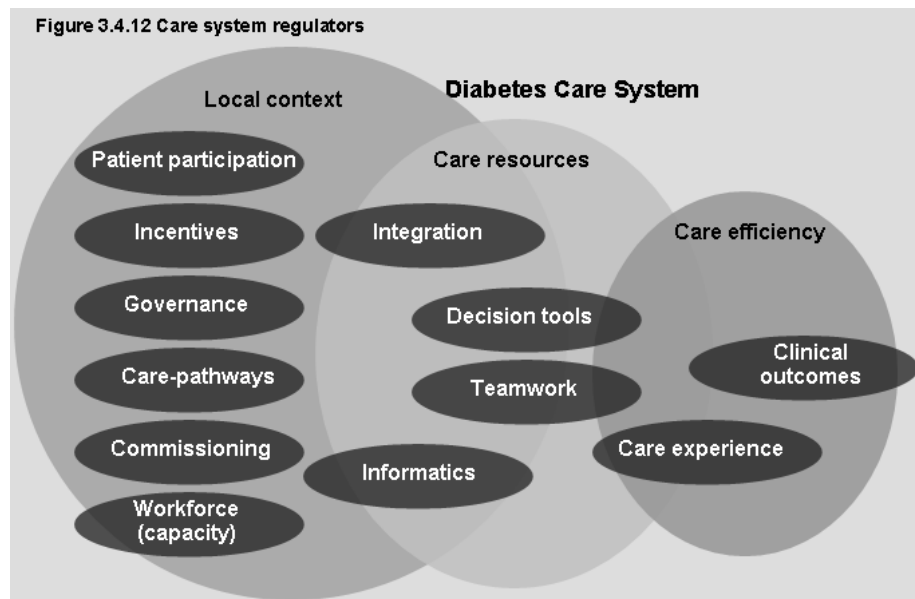 Figure 3.4.12 Care system regulators
Diabetes Care System
Local context
Care resources
Care efficiency
Patient participation
Incentives
Governance
Care-pathways
Commissioning
Workforce
(capacity)
Integration
Decision tools
Teamwork
Informatics
Clinical
outcomes
Care experience